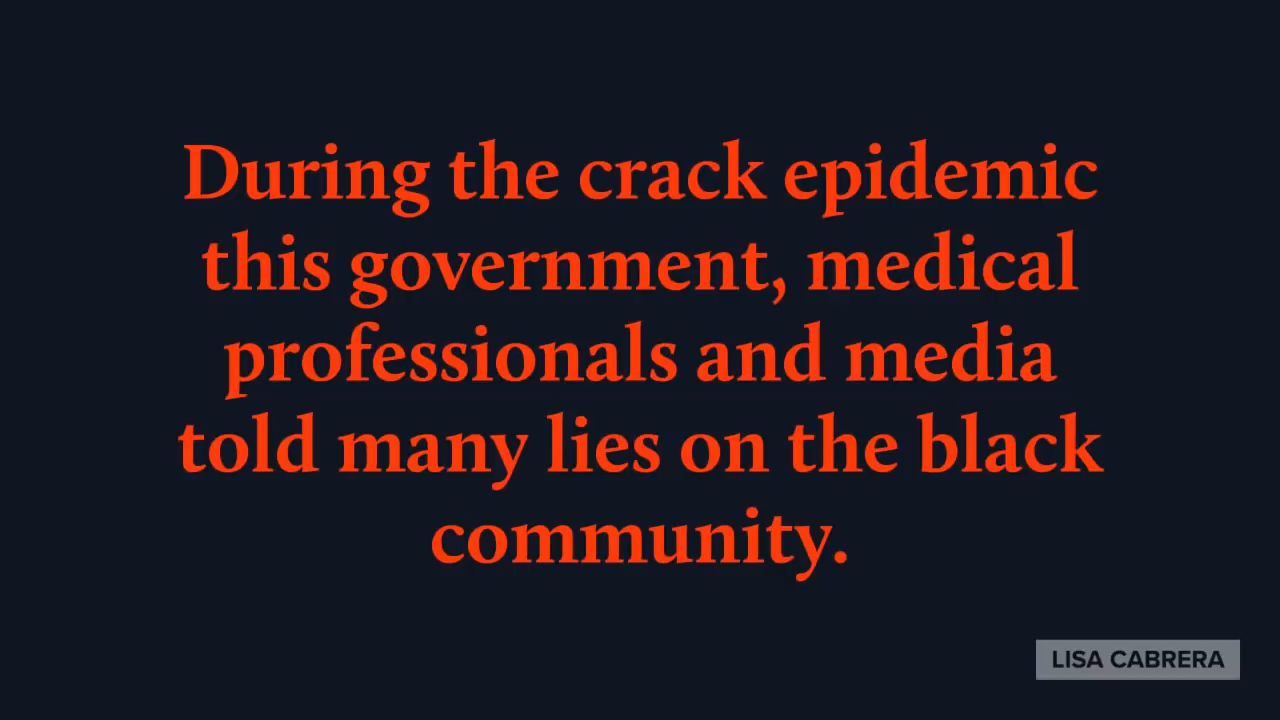 During the crack epidemic
this government, medical
professionals and media
told many lies on the black
community.
LISA CABRERA